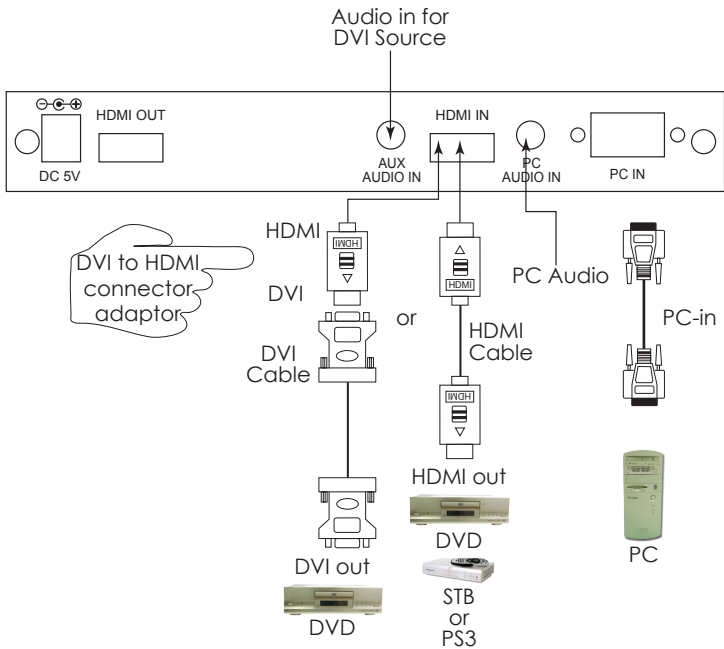 Audio in for
DVI Source
HDMI OUT
HDMI IN
DC 5V
AUX
AUDIO IN
PC
AUDIO IN
PC IN
HDMI
HDMI
DVI to HDMI
connector
adaptor
DVI
HDMI
PC Audio
or
PC-in
DVI
Cable
HDMI
Cable
HDMI
HDMI out
DVD
PC
DVI out
DVD
STB
or
PS3